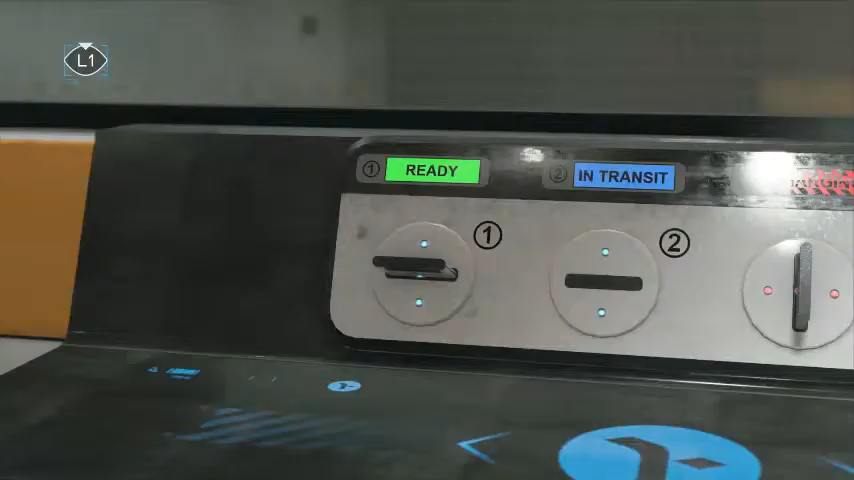 L1
① READY
② IN TRANSIT
①
②